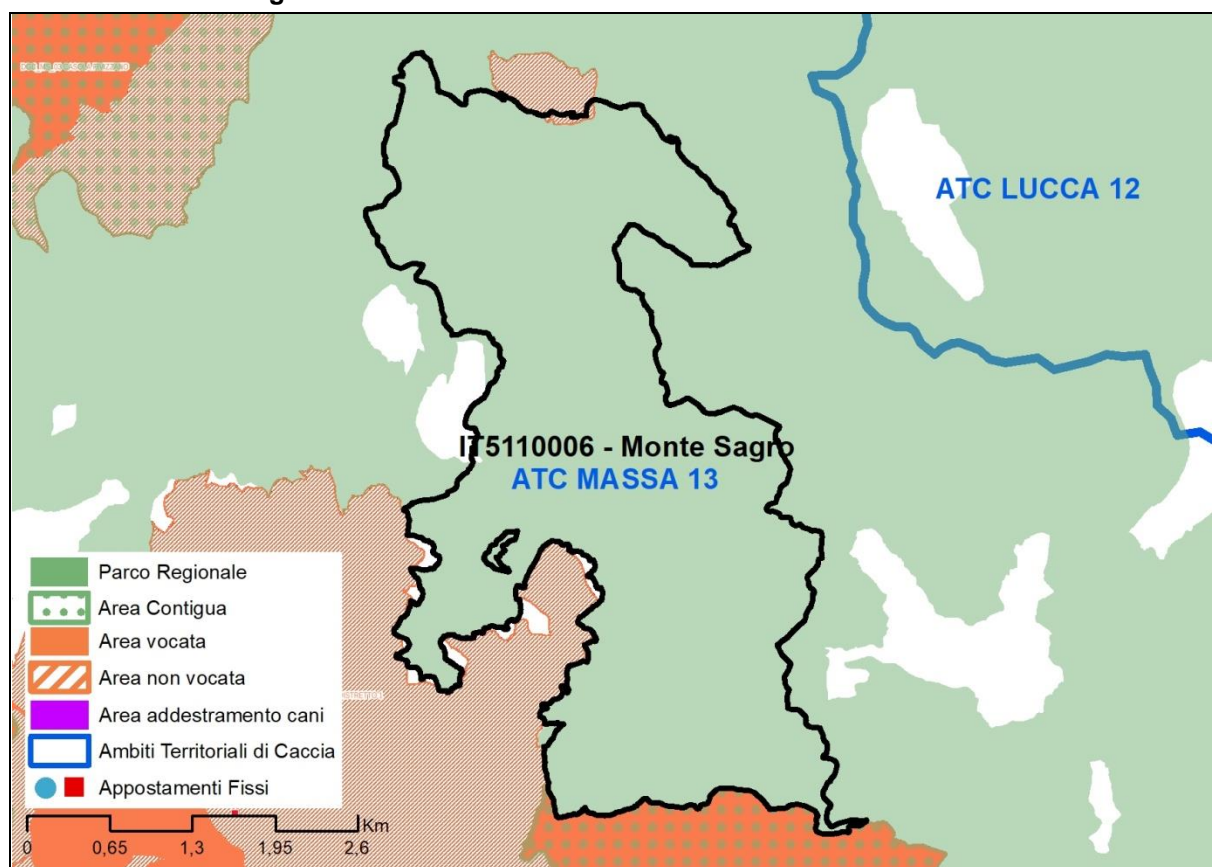 ATC LUCCA 12
IT5110006 - Monte Sagro
ATC MASSA 13
Parco Regionale
Area Contigua
Area vocata
Area non vocata
Area addestramento cani
Ambiti Territoriali di Caccia
Appostamenti Fissi
Km
0 0,65 1,3 1,95 2,6